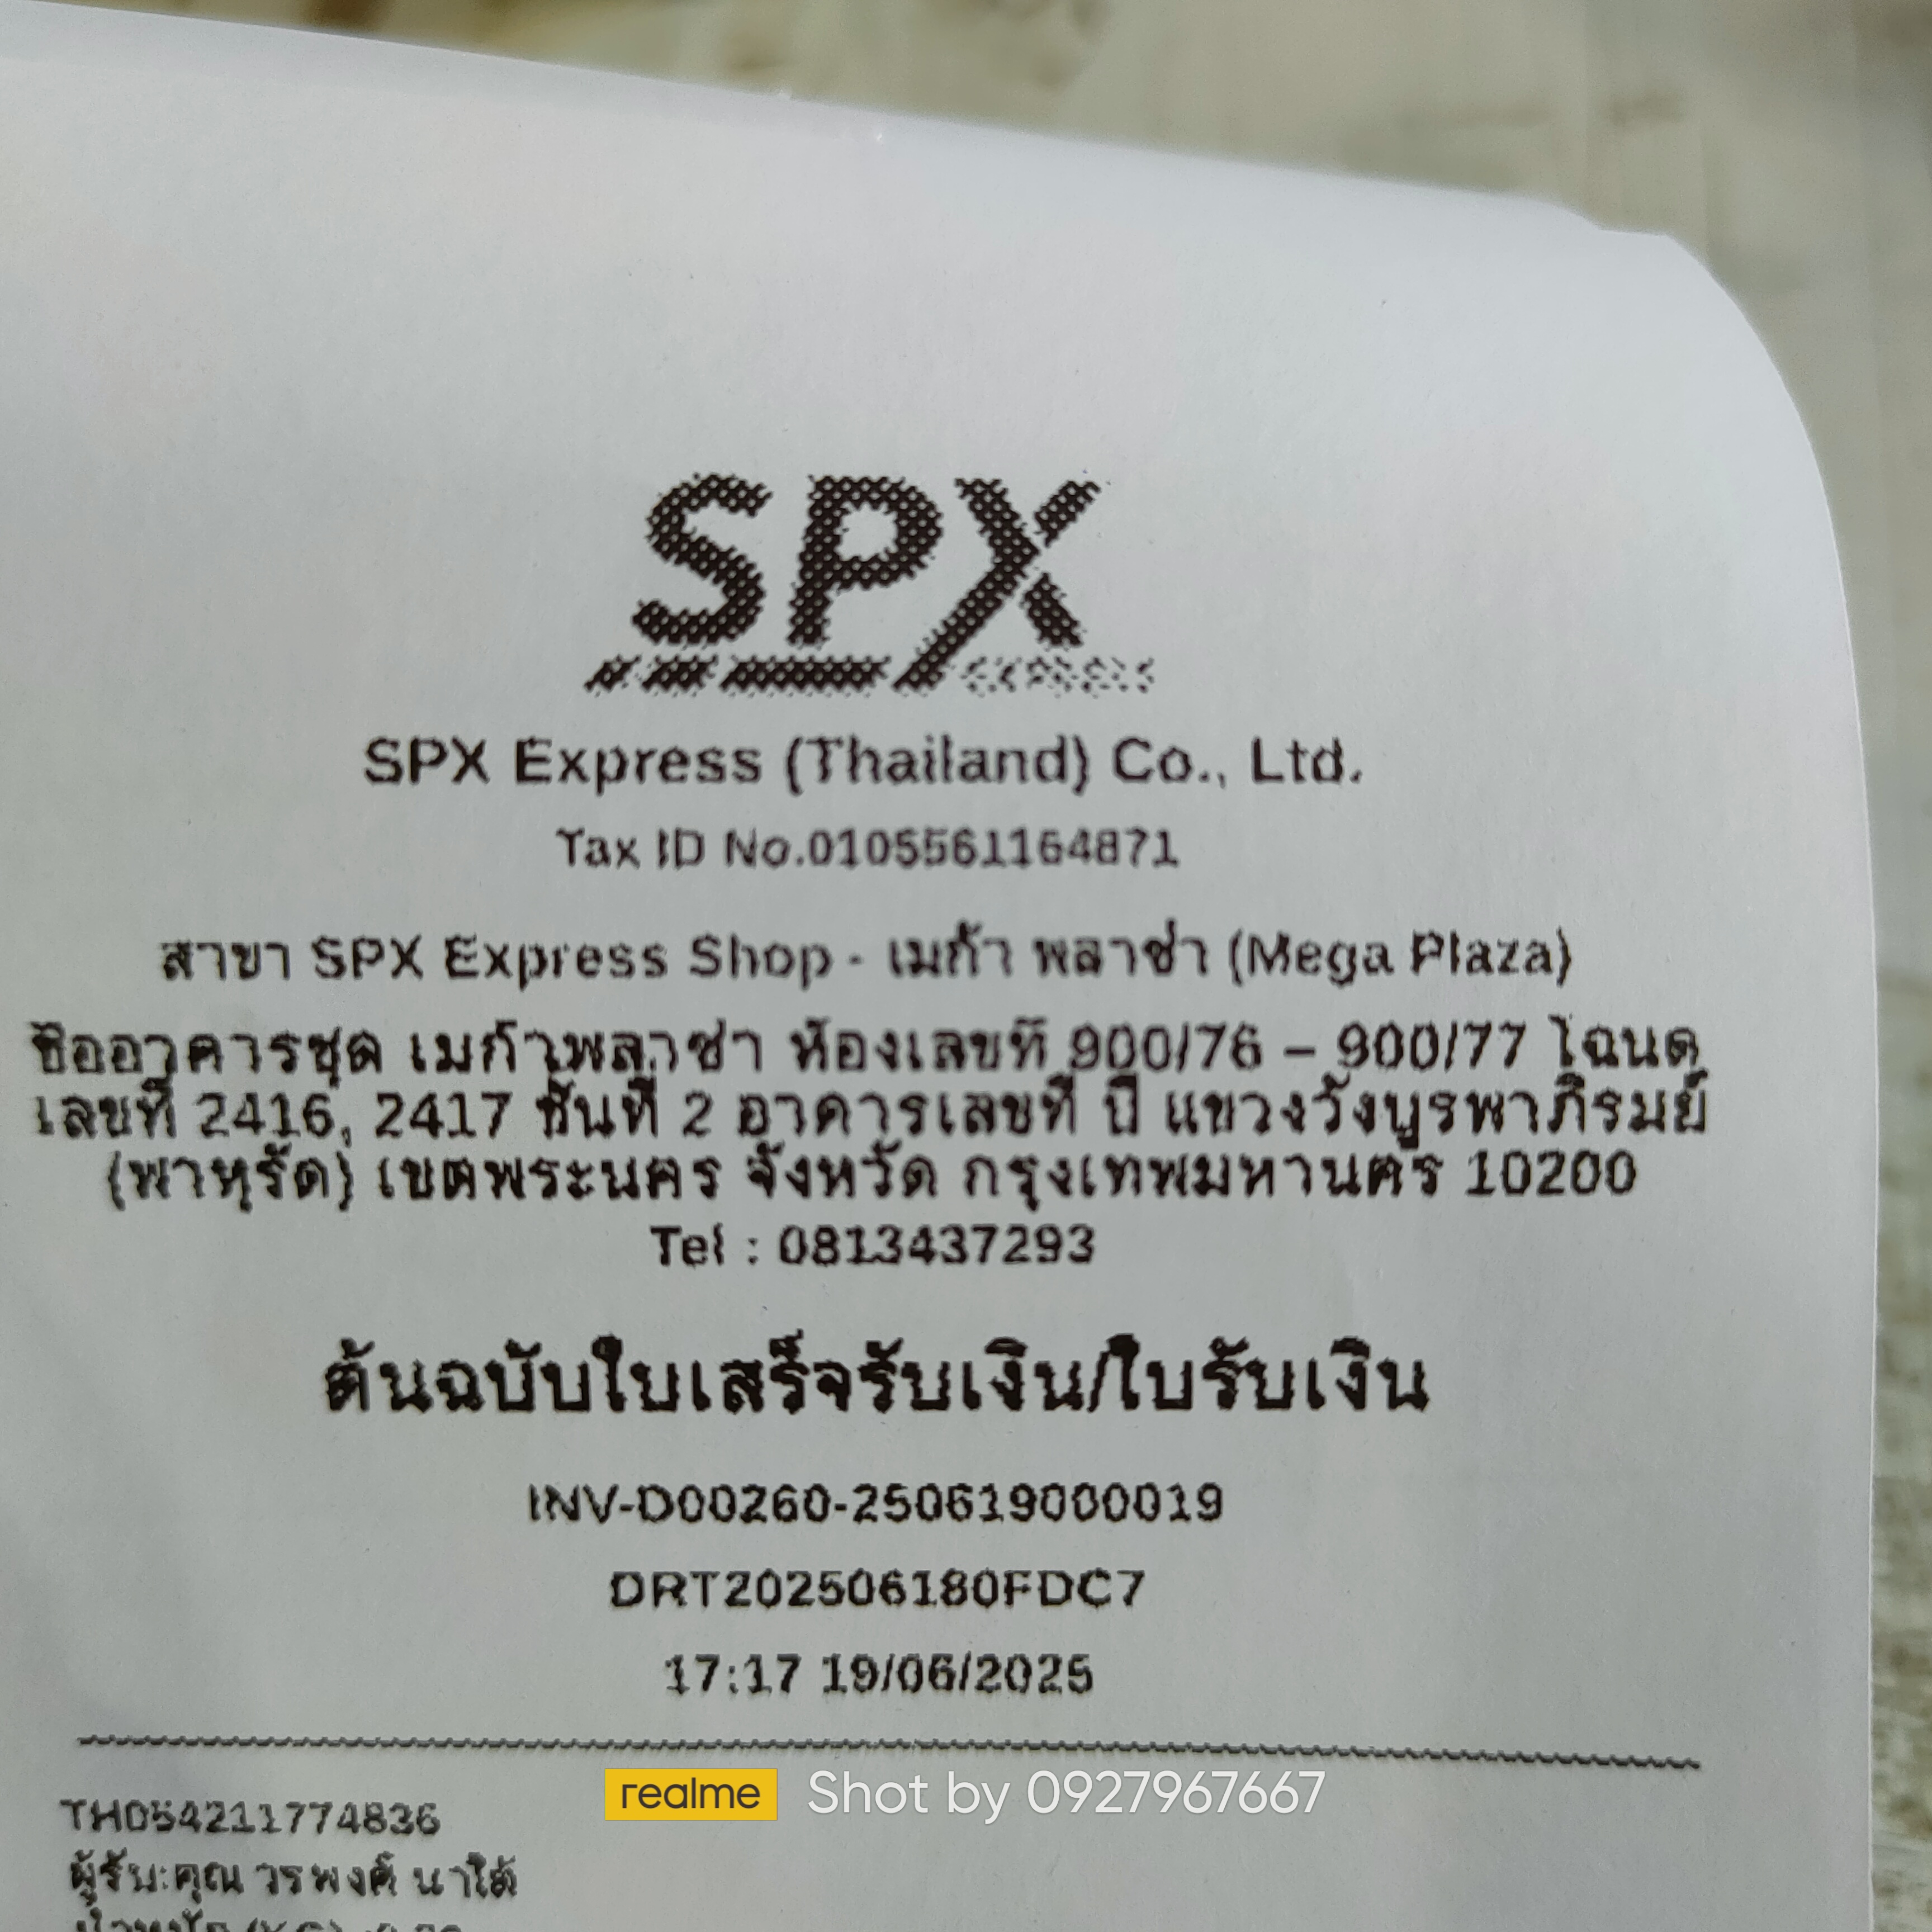 SPX
SPX Express (Thailand) Co., Ltd.
Tax ID No.0105561164871
สาขา SPX Express Shop - เมก้า พลาซ่า (Mega Plaza)
ชื่ออาคารชุด เมก้าพลาซ่า ห้องเลขที่ 900/76 – 900/77 โฉนด
เลขที่ 2416, 2417 ชั้นที่ 2 อาคารเลขที่ บี แขวงวังบูรพาภิรมย์
(พาหุรัด) เขตพระนคร จังหวัด กรุงเทพมหานคร 10200
Tel : 0813437293
ต้นฉบับใบเสร็จรับเงิน/ใบรับเงิน
INV-D00260-250619000019
DRT202506180FDC7
17:17 19/06/2025
realme Shot by 0927967667
TH054211774836
ผู้รับ:คุณ วรพงศ์ นาใต้